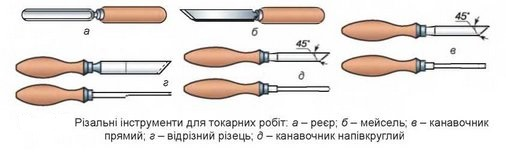 а
б
45°
в
45°
г
д
Різальні інструменти для токарних робіт: а – реєр; б – мейсель; в – канавочник
прямий; г – відрізний різець; д – канавочник напівкруглий